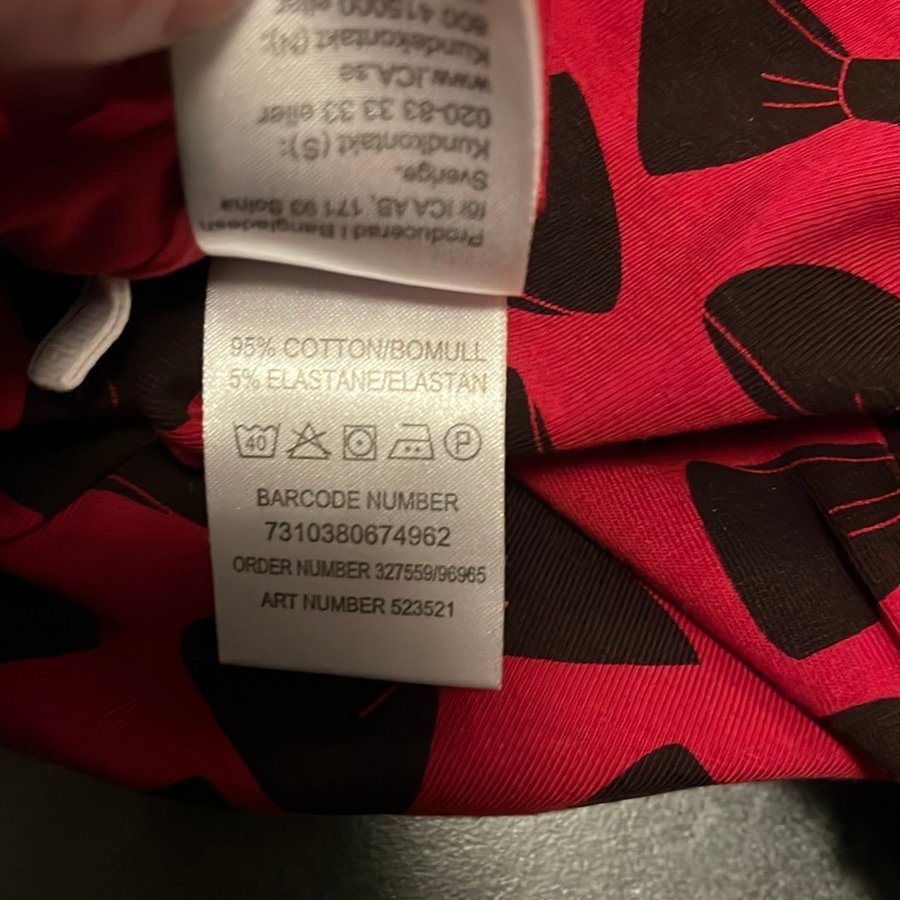 Producerad i Bangladesh
för ICA AB, 171 93 Solna
Sverige.
Kundkontakt (S):
020-83 33 33 eller
www.ICA.se
Kundekontakt (N):
800 415000 eller
95% COTTON/BOMULL
5% ELASTANE/ELASTAN
40 P
BARCODE NUMBER
7310380674962
ORDER NUMBER 327559/96965
ART NUMBER 523521